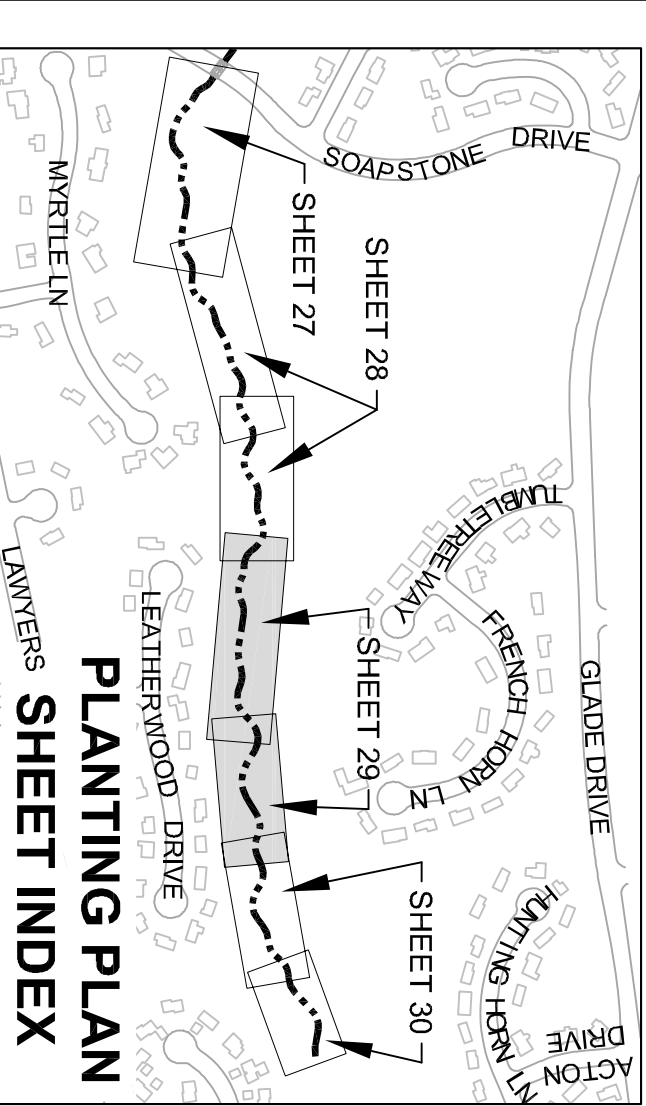 SOAPSTONE DRIVE
MYRTLE LN
SHEET 27
SHEET 28
TUMBLETREE WAY
FRENCH HORN LN
GLADE DRIVE
SHEET 29
LEATHERWOOD DRIVE
LAWYERS
SHEET 30
HUNTING HORN LN
ACTON
DRIVE
PLANTING PLAN
SHEET INDEX